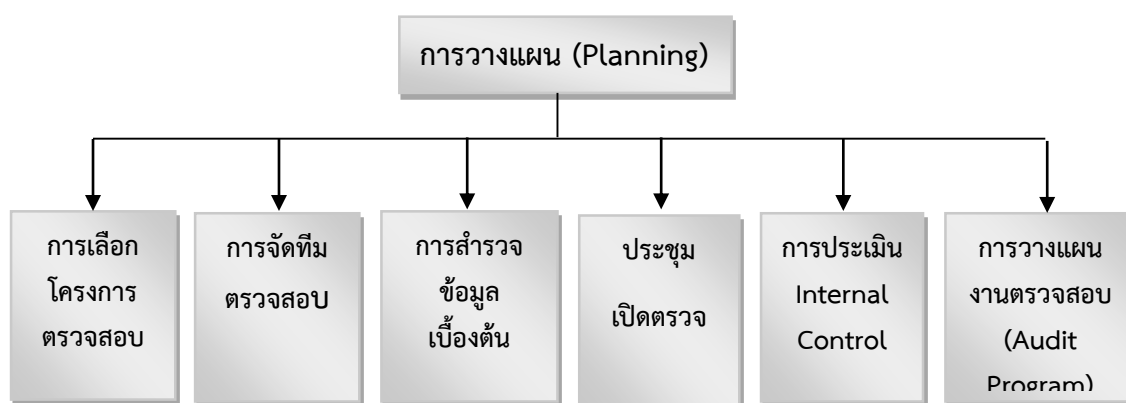 การวางแผน (Planning)
การเลือก
โครงการ
ตรวจสอบ
การจัดทีม
ตรวจสอบ
การสำรวจ
ข้อมูล
เบื้องต้น
ประชุม
เปิดตรวจ
การประเมิน
Internal
Control
การวางแผน
งานตรวจสอบ
(Audit
Program)